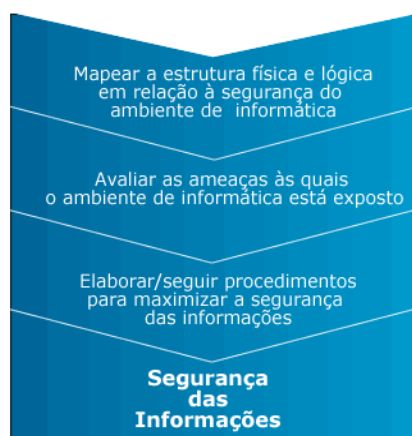 Mapear a estrutura física e lógica
em relação à segurança do
ambiente de informática
Avaliar as ameaças às quais
o ambiente de informática está exposto
Elaborar/seguir procedimentos
para maximizar a segurança
das informações
Segurança
das
Informações